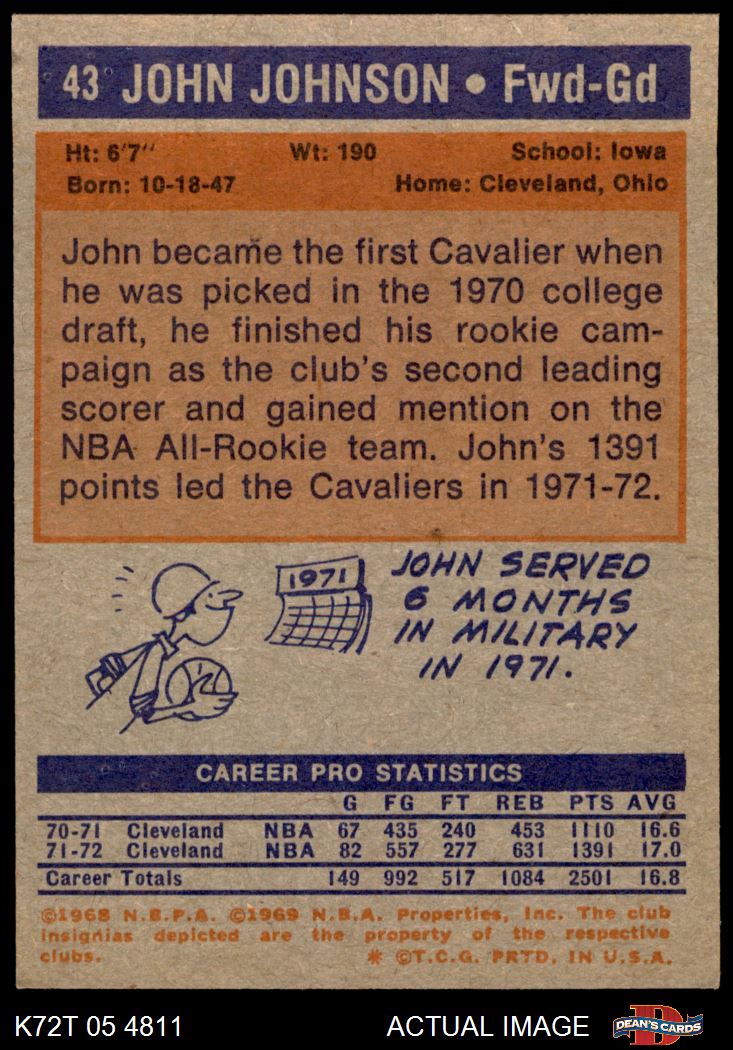 43 JOHN JOHNSON • Fwd-Gd
Ht: 6'7" Wt: 190 School: Iowa
Born: 10-18-47 Home: Cleveland, Ohio
John became the first Cavalier when
he was picked in the 1970 college
draft, he finished his rookie cam-
paign as the club's second leading
scorer and gained mention on the
NBA All-Rookie team. John's 1391
points led the Cavaliers in 1971-72.
1971
JOHN SERVED
6 MONTHS
IN MILITARY
IN 1971.
CAREER PRO STATISTICS
G FG FT REB PTS AVG
70-71 Cleveland NBA 67 435 240 453 1110 16.6
71-72 Cleveland NBA 82 557 277 631 1391 17.0
Career Totals 149 992 517 1084 2501 16.8
©1968 N.B.P.A. ©1969 N.B.A. Properties, Inc. The club
insignias depicted are the property of the respective
clubs. * ©T.C.G. PRTD. IN U.S.A.
K72T 05 4811 ACTUAL IMAGE D DEAN'S CARDS